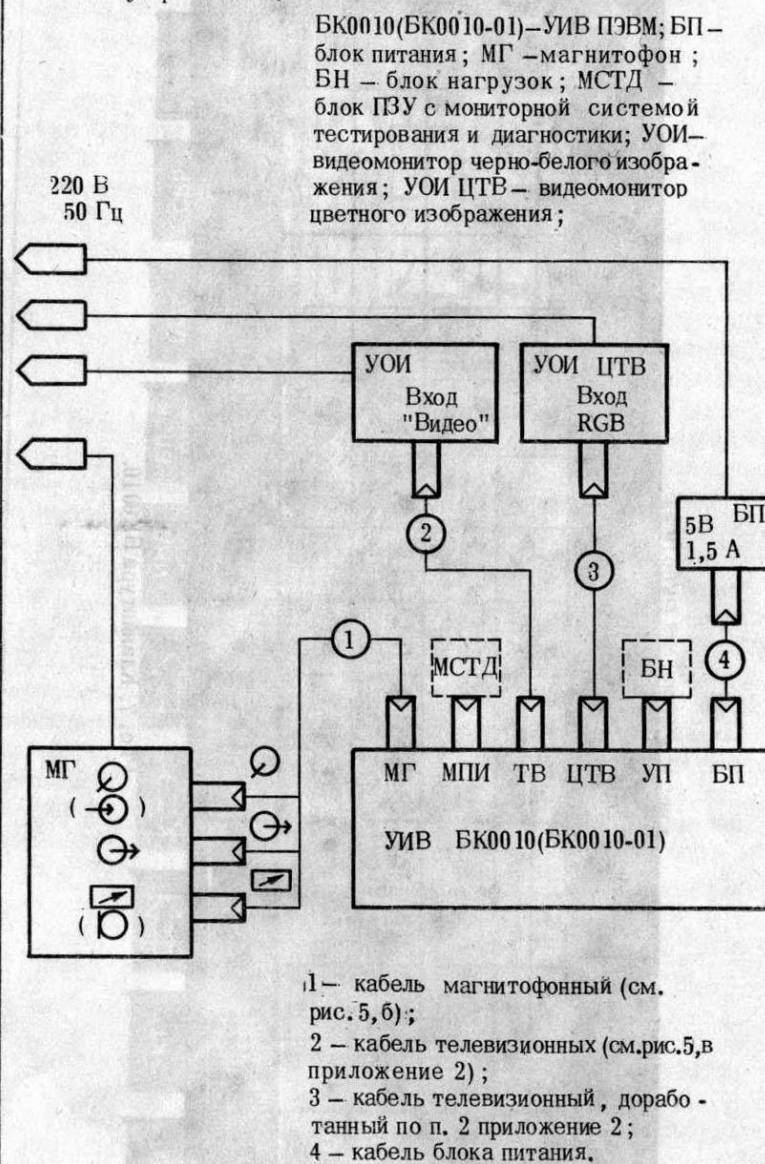 БК0010(БК0010-01)–УИВ ПЭВМ; БП –
блок питания ; МГ –магнитофон ;
БН – блок нагрузок ; МСТД –
блок ПЗУ с мониторной системой
тестирования и диагностики; УОИ–
видеомонитор черно-белого изобра-
жения ; УОИ ЦТВ – видеомонитор
цветного изображения ;
220 В
50 Гц
УОИ
Вход
"Видео"
УОИ ЦТВ
Вход
RGB
БП
5В
1,5 А
2
3
1
МСТД
БН
4
МГ
( )
( )
МГ МПИ ТВ ЦТВ УП БП
УИВ БК0010(БК0010-01)
1 – кабель магнитофонный (см.
рис. 5, б) ;
2 – кабель телевизионных (см.рис.5,в
приложение 2) ;
3 – кабель телевизионный , дорабо -
танный по п. 2 приложение 2 ;
4 – кабель блока питания.